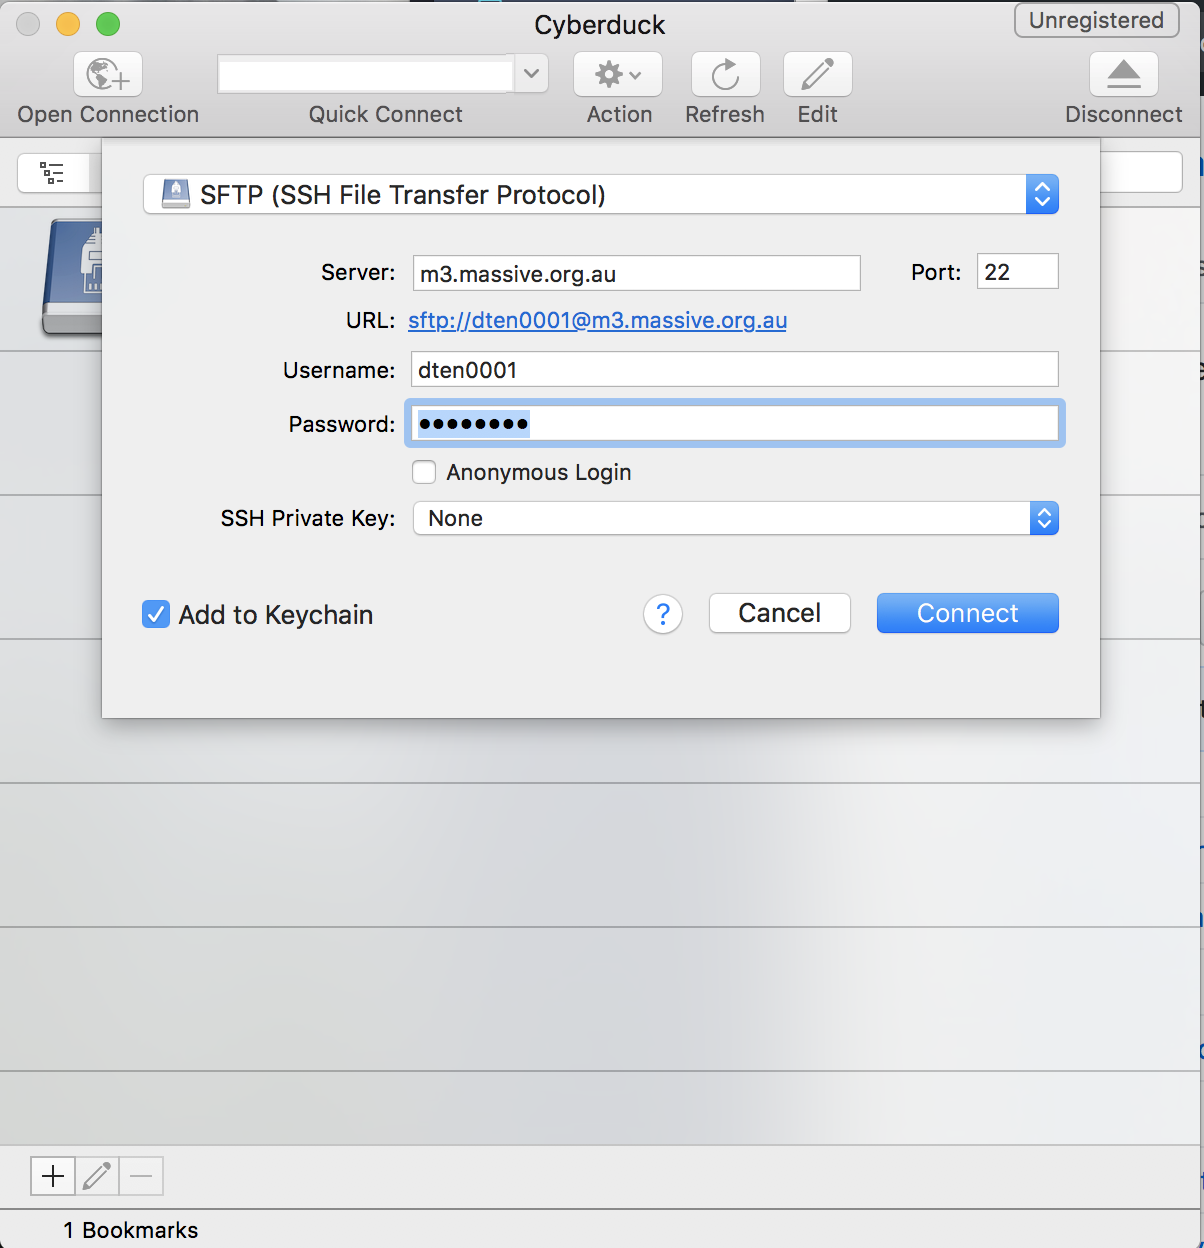 Cyberduck
Unregistered
Open Connection
Quick Connect
Action
Refresh
Edit
Disconnect
SFTP (SSH File Transfer Protocol)
Server: m3.massive.org.au Port: 22
URL: sftp://dten0001@m3.massive.org.au
Username: dten0001
Password: ••••••••
Anonymous Login
SSH Private Key: None
Add to Keychain
? Cancel Connect
1 Bookmarks